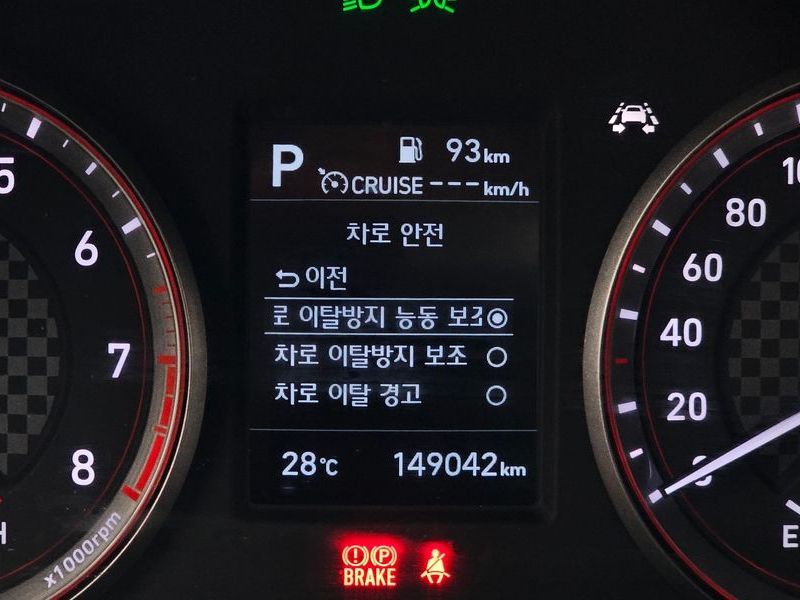 P 93km
CRUISE ---km/h
차로 안전
이전
로 이탈방지 능동 보조
차로 이탈방지 보조
차로 이탈 경고
28°C 149042km
5
6
7
8
x1000rpm
H
80
60
40
20
0
E
(!) (P)
BRAKE